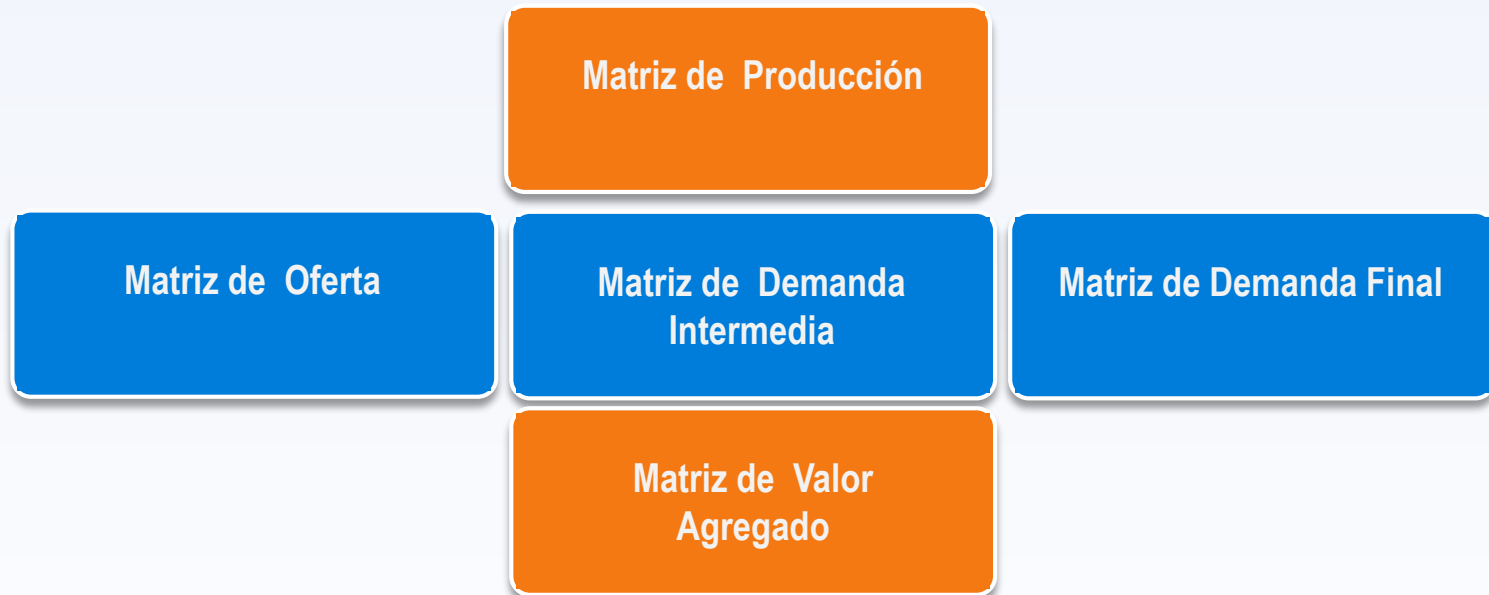 Matriz de  Producción
Matriz de  Oferta
Matriz de  Demanda
Intermedia
Matriz de Demanda Final
Matriz de  Valor
Agregado